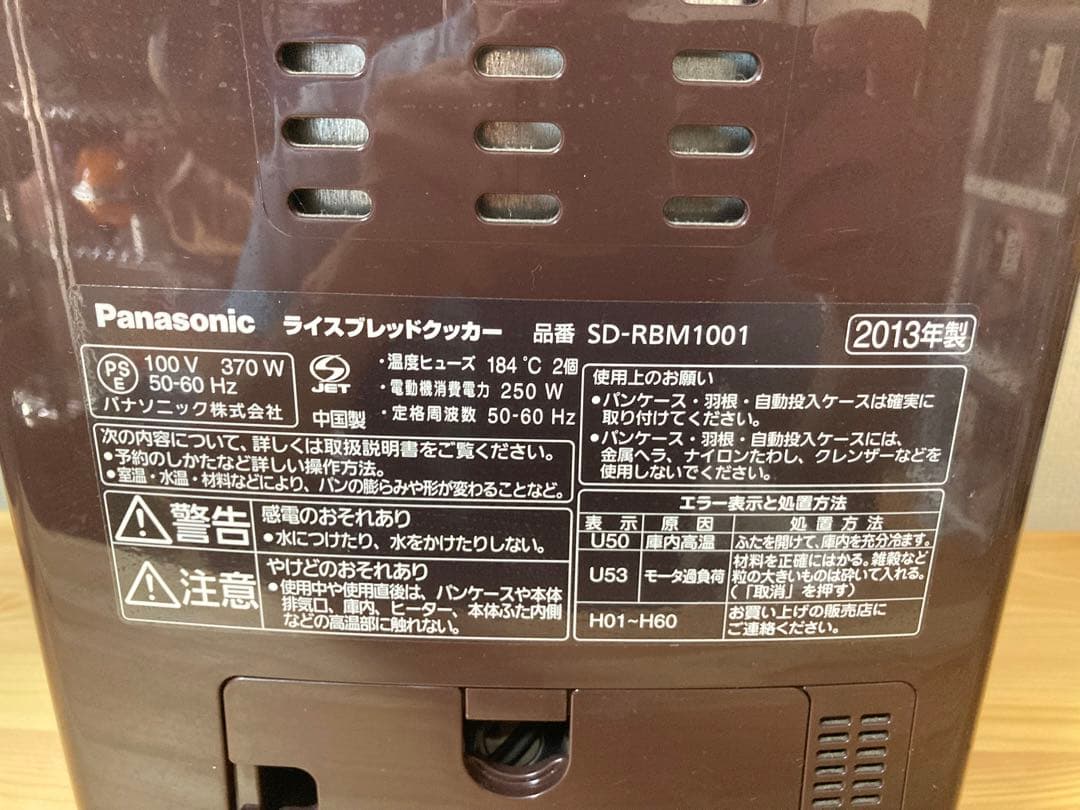 Panasonic ライスブレッドクッカー 品番 SD-RBM1001 2013年製
PS
E
100 V 370 W
50-60 Hz
パナソニック株式会社
JET
中国製
・温度ヒューズ 184℃ 2個
・電動機消費電力 250 W
・定格周波数 50-60 Hz
次の内容について、詳しくは取扱説明書をご覧ください。
●予約のしかたなど詳しい操作方法。
●室温・水温・材料などにより、パンの膨らみや形が変わることなど。
警告
感電のおそれあり
●水につけたり、水をかけたりしない。
注意
やけどのおそれあり
●使用中や使用直後は、パンケースや本体
排気口、庫内、ヒーター、本体ふた内側
などの高温部に触れない。
使用上のお願い
●パンケース・羽根・自動投入ケースは確実に
取り付けてください。
●パンケース・羽根・自動投入ケースには、
金属ヘラ、ナイロンたわし、クレンザーなどを
使用しないでください。
エラー表示と処置方法
表示 原因 処置方法
U50 庫内高温 ふたを開けて、庫内を充分冷ます。
U53 モータ過負荷 材料を正確にはかる。雑穀など
粒の大きいものは砕いて入れる。
(「取消」を押す)
H01~H60 お買い上げの販売店に
ご連絡ください。